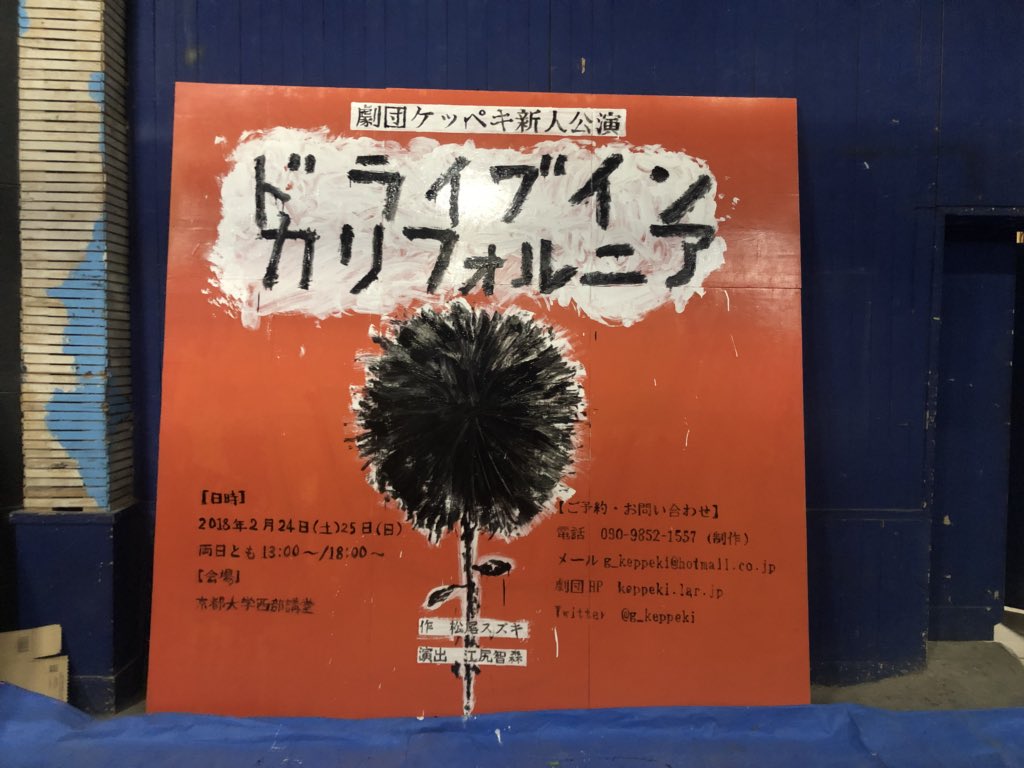 劇団ケッペキ新人公演
ドライブイン
カリフォルニア
【日時】
2018年2月24日(土)25日(日)
両日とも13:00〜/18:00〜
【会場】
京都大学西部講堂
【ご予約・お問い合わせ】
電話 090-9852-1557 (制作)
メール g_keppeki@hotmail.co.jp
劇団HP keppeki.lar.jp
Twitter @g_keppeki
作 松尾スズキ
演出 江尻智森